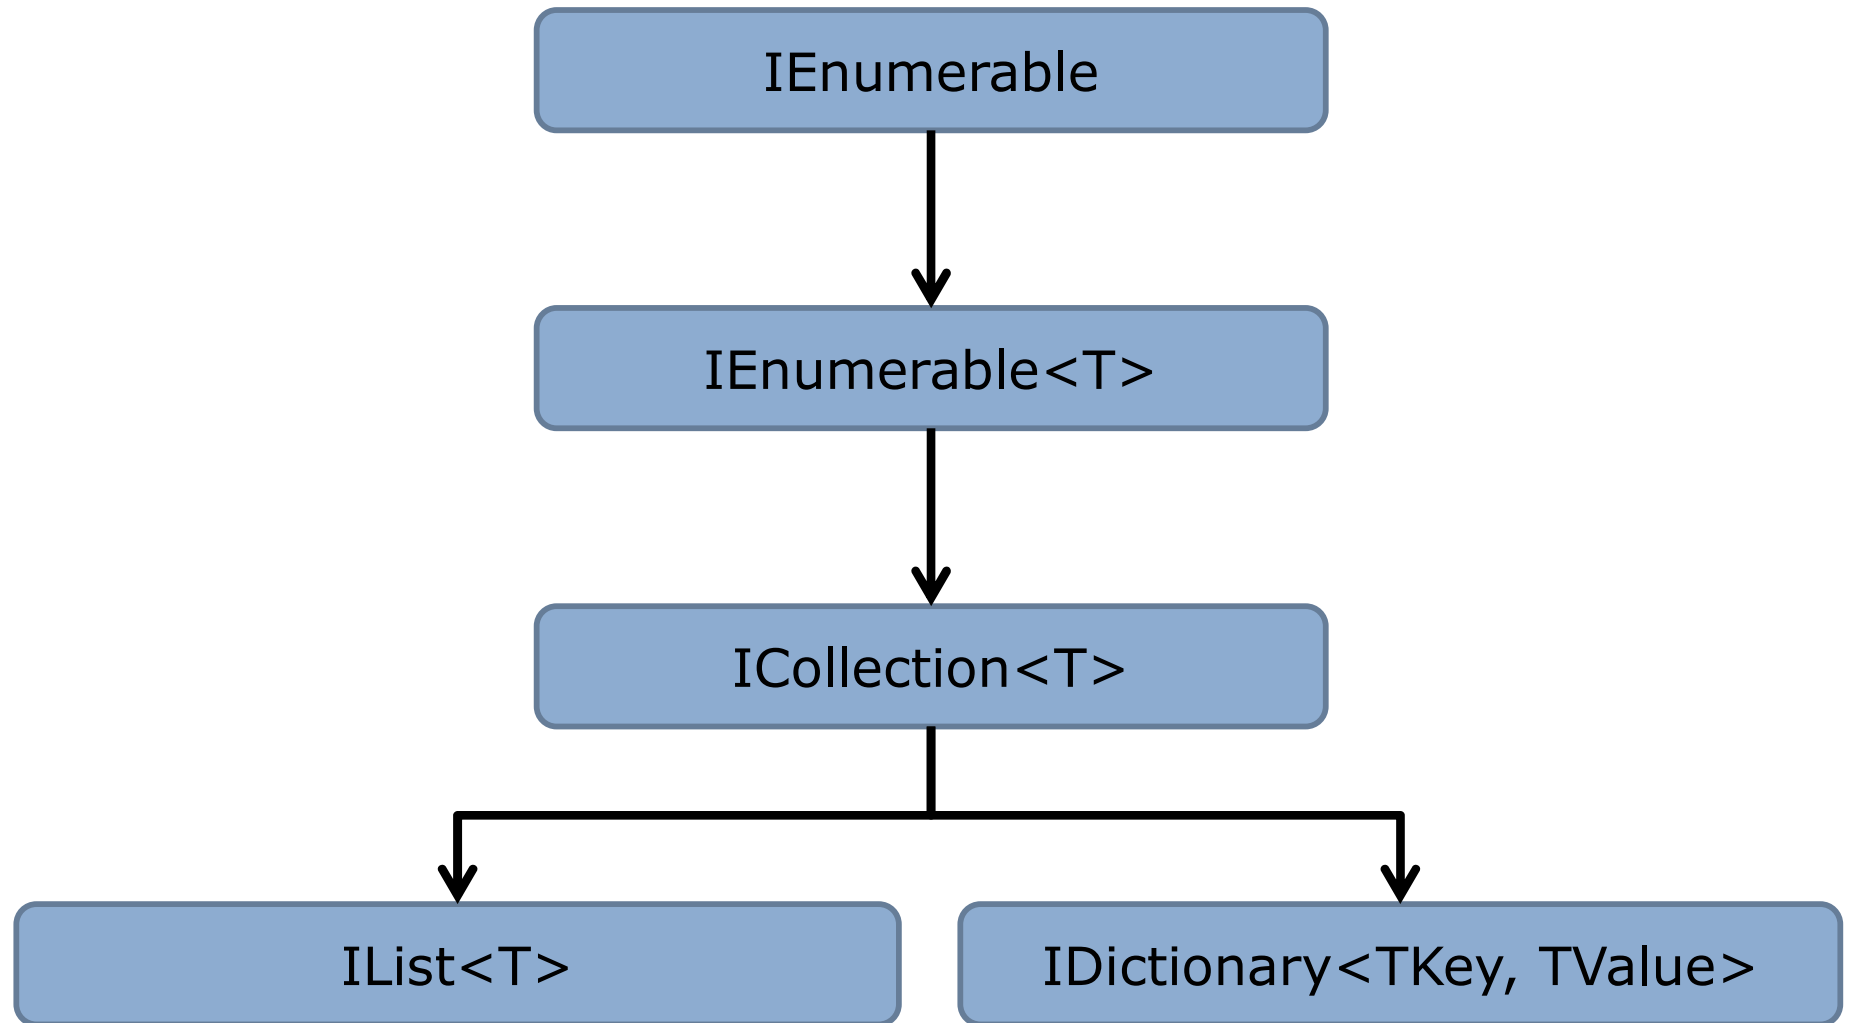 IEnumerable
IEnumerable<T>
ICollection<T>
IList<T>
IDictionary<TKey, TValue>